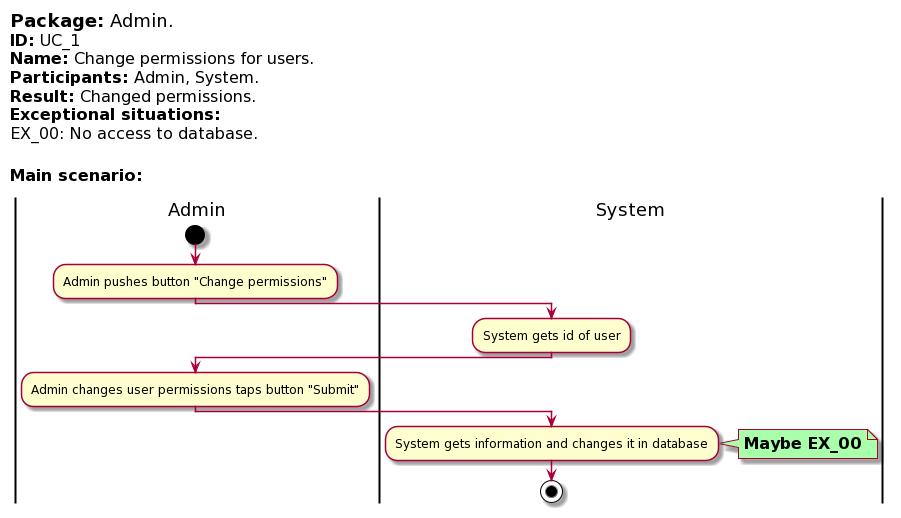 Package: Admin.
ID: UC_1
Name: Change permissions for users.
Participants: Admin, System.
Result: Changed permissions.
Exceptional situations:
EX_00: No access to database.
Main scenario:
Admin
System
Admin pushes button "Change permissions"
System gets id of user
Admin changes user permissions taps button "Submit"
System gets information and changes it in database
Maybe EX_00